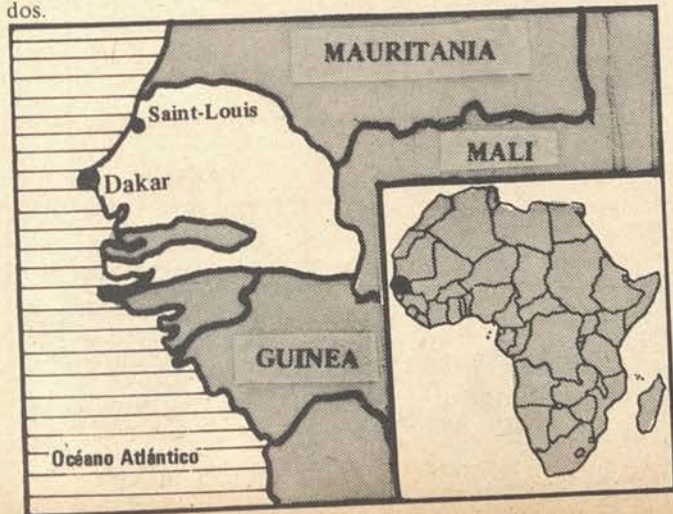 dos.
MAURITANIA
Saint-Louis
MALI
Dakar
GUINEA
Océano Atlántico